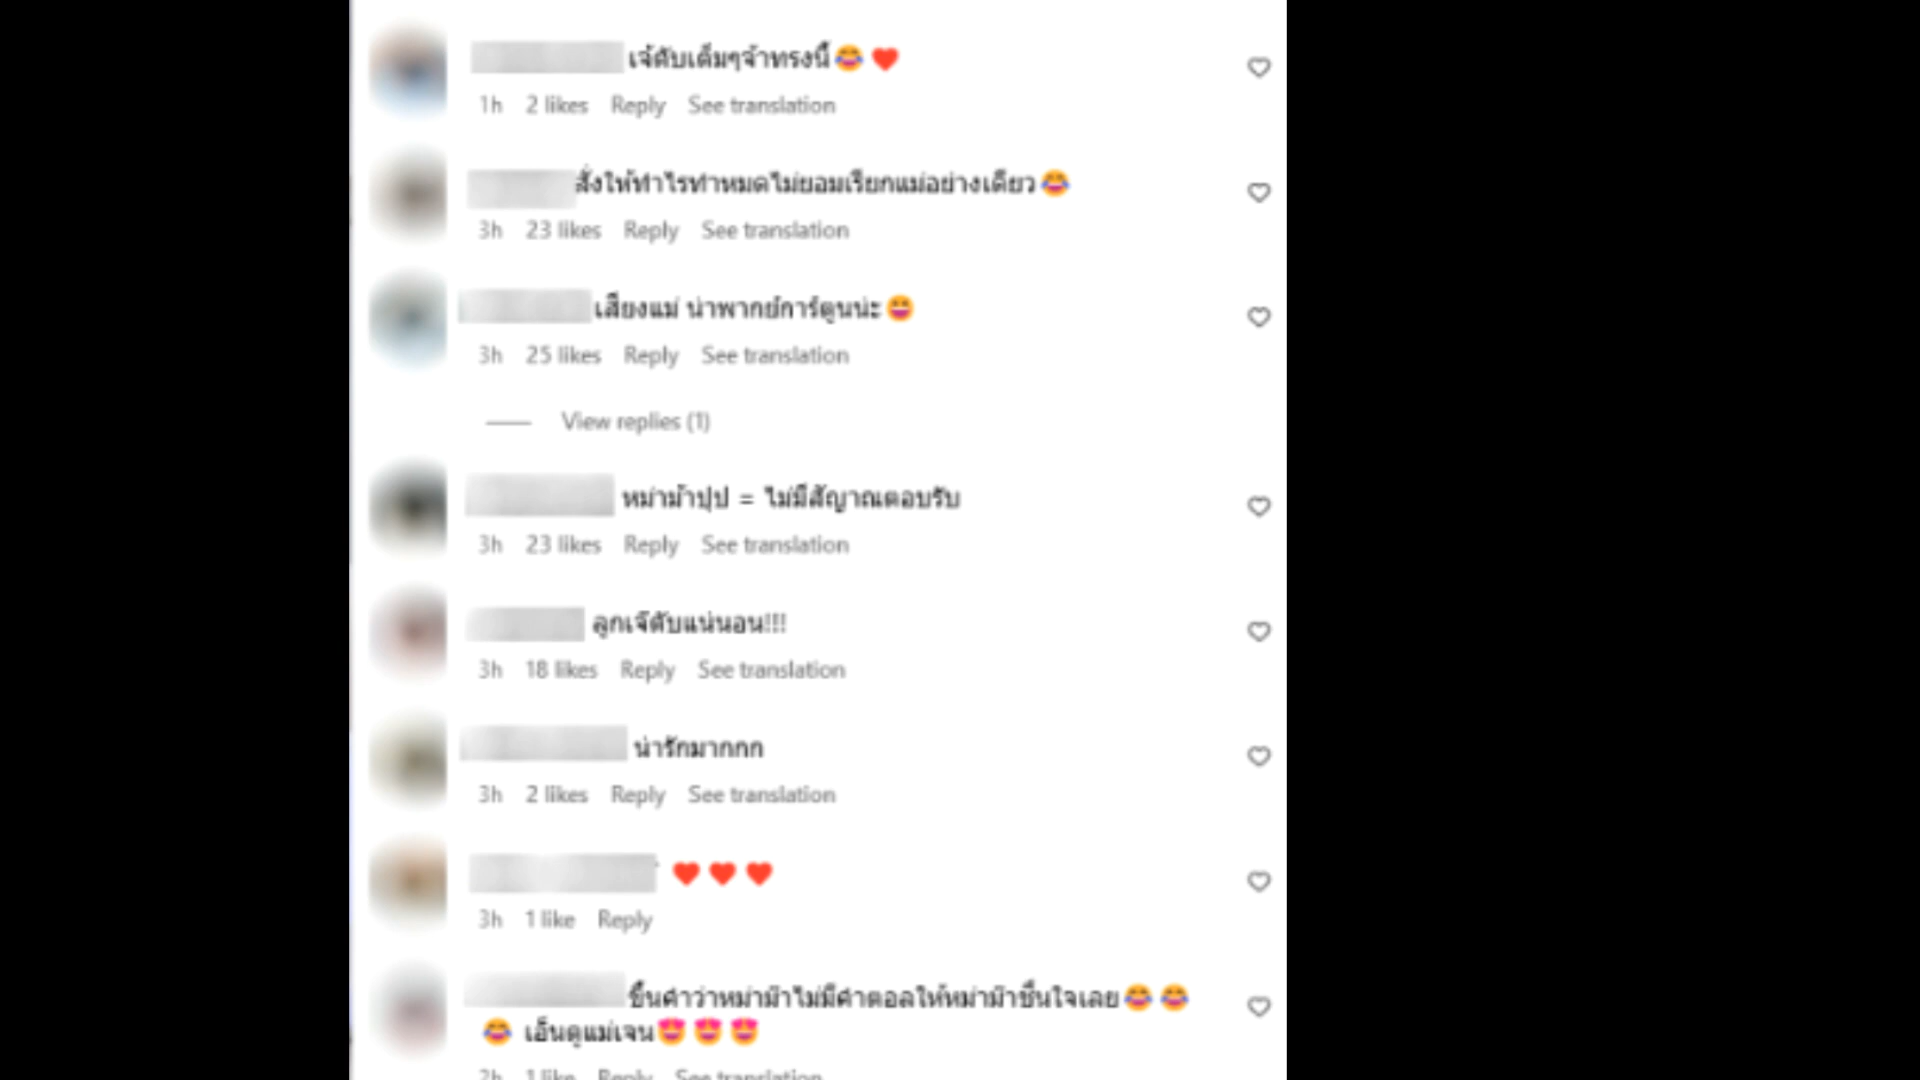 เจ้ดับเต็มๆจ้าทรงนี้😂❤️
1h 2 likes Reply See translation
สั่งให้ทำไรทำหมดไม่ยอมเรียกแม่อย่างเดียว😂
3h 23 likes Reply See translation
เสียงแม่ น่าพากย์การ์ตูนน่ะ😄
3h 25 likes Reply See translation
View replies (1)
หม่าม้าปุ๊ป = ไม่มีสัญาณตอบรับ
3h 23 likes Reply See translation
ลูกเจ๊ดับแน่นอน!!!
3h 18 likes Reply See translation
น่ารักมากกก
3h 2 likes Reply See translation
❤️❤️❤️
3h 1 like Reply
ขึ้นคำว่าหม่าม๊าไม่มีคำตอลให้หม่าม๊าชื่นใจเลย😂😂
😂 เอ็นดูแม่เจน😍😍😍
1 like Reply See translation